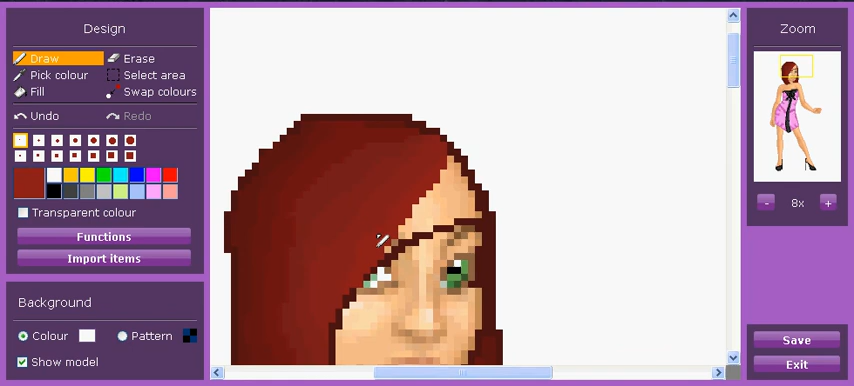 Design
Draw
Erase
Pick colour
Select area
Fill
Swap colours
Undo
Redo
Transparent colour
Functions
Import items
Background
Colour
Pattern
Show model
Zoom
- 8x +
Save
Exit